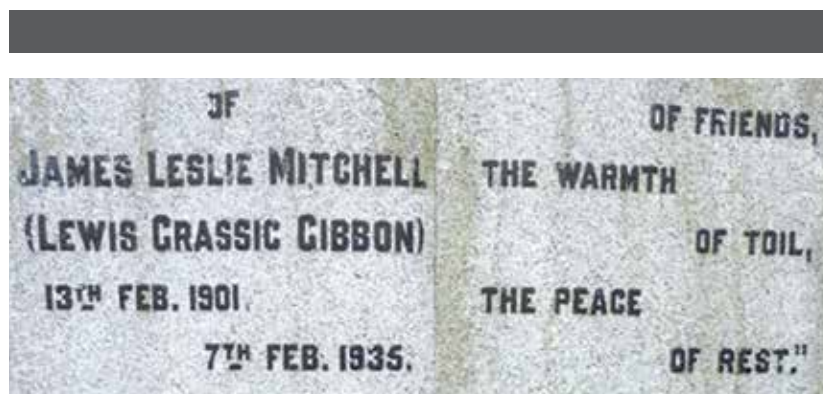 OF
JAMES LESLIE MITCHELL
(LEWIS GRASSIC GIBBON)
13TH FEB. 1901.
7TH FEB. 1935.
OF FRIENDS,
THE WARMTH
OF TOIL,
THE PEACE
OF REST."